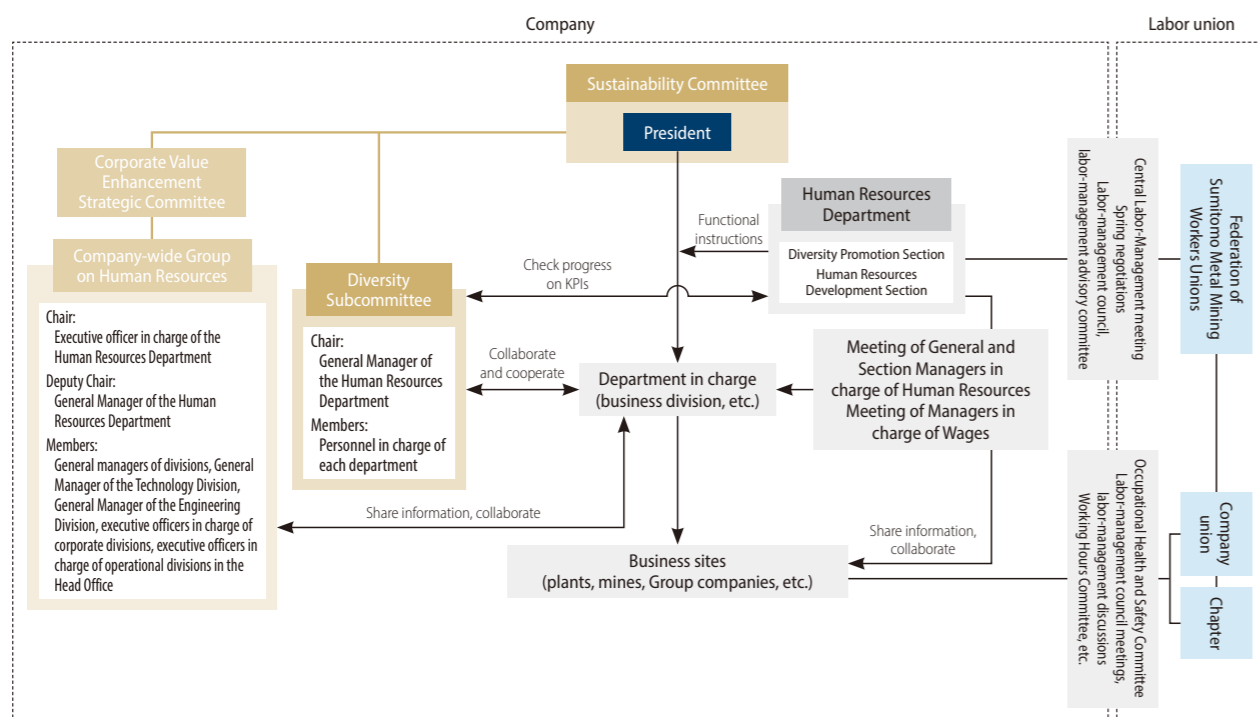 Company
Labor union
Sustainability Committee
President
Corporate Value
Enhancement
Strategic Committee
Company-wide Group
on Human Resources
Chair:
Executive officer in charge of the
Human Resources Department
Deputy Chair:
General Manager of the Human
Resources Department
Members:
General managers of divisions, General
Manager of the Technology Division,
General Manager of the Engineering
Division, executive officers in charge of
corporate divisions, executive officers in
charge of operational divisions in the
Head Office
Diversity
Subcommittee
Chair:
General Manager of
the Human Resources
Department
Members:
Personnel in charge of
each department
Human Resources
Department
Diversity Promotion Section
Human Resources
Development Section
Functional
instructions
Check progress
on KPIs
Collaborate
and cooperate
Department in charge
(business division, etc.)
Meeting of General and
Section Managers in
charge of Human Resources
Meeting of Managers in
charge of Wages
Share information, collaborate
Share information,
collaborate
Business sites
(plants, mines, Group companies, etc.)
Central Labor-Management meeting
Spring negotiations
Labor-management council,
labor-management advisory committee
Federation of
Sumitomo Metal Mining
Workers Unions
Occupational Health and Safety Committee
Labor-management council meetings,
labor-management discussions
Working Hours Committee, etc.
Company
union
Chapter